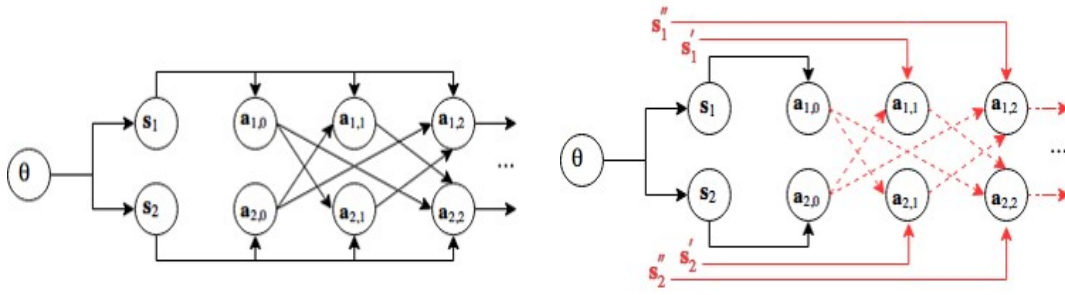 θ s₁ a₁,₀ a₁,₁ a₁,₂
s₂ a₂,₀ a₂,₁ a₂,₂
...
s₁″
s₁′
θ s₁ a₁,₀ a₁,₁ a₁,₂
s₂ a₂,₀ a₂,₁ a₂,₂
...
s₂″ s₂′